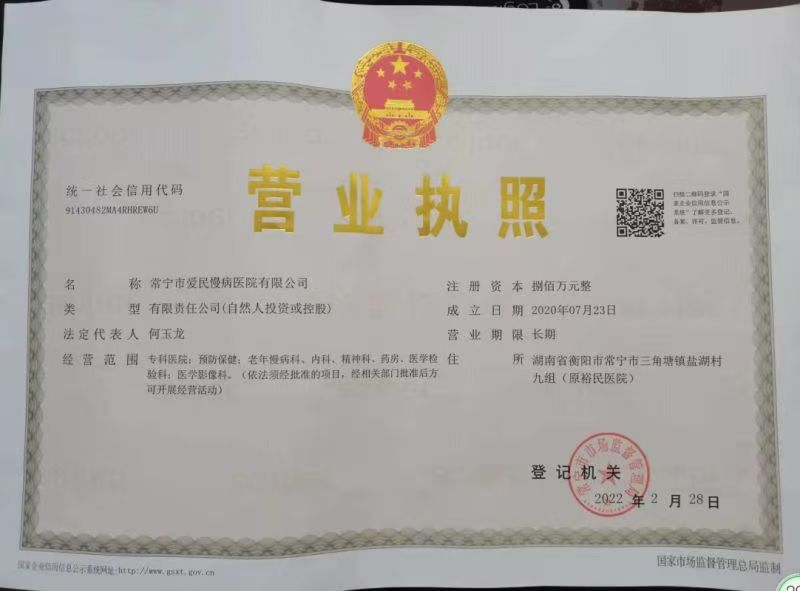 统一社会信用代码
91430482MA4RHREW6U
营业执照
扫描二维码登录“国
家企业信用信息公示
系统”了解更多登记、
备案、许可、监管信息。
名 称 常宁市爱民慢病医院有限公司
类 型 有限责任公司(自然人投资或控股)
法定代表人 何玉龙
经营范围 专科医院；预防保健；老年慢病科、内科、精神科、药房、医学检
验科；医学影像科。（依法须经批准的项目，经相关部门批准后方
可开展经营活动）
注册资本 捌佰万元整
成立日期 2020年07月23日
营业期限 长期
住 所 湖南省衡阳市常宁市三角塘镇盐湖村
九组（原裕民医院）
登记机关
常宁市市场监督管理局
2022 年 2 月 28 日
国家企业信用信息公示系统网址:http://www.gsxt.gov.cn
国家市场监督管理总局监制